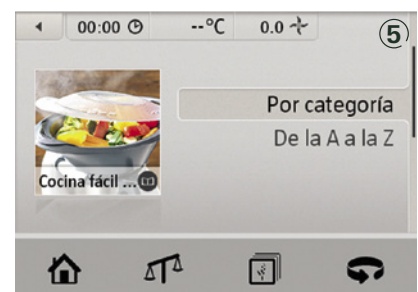 00:00 --°C 0.0 5
Por categoría
De la A a la Z
Cocina fácil ...